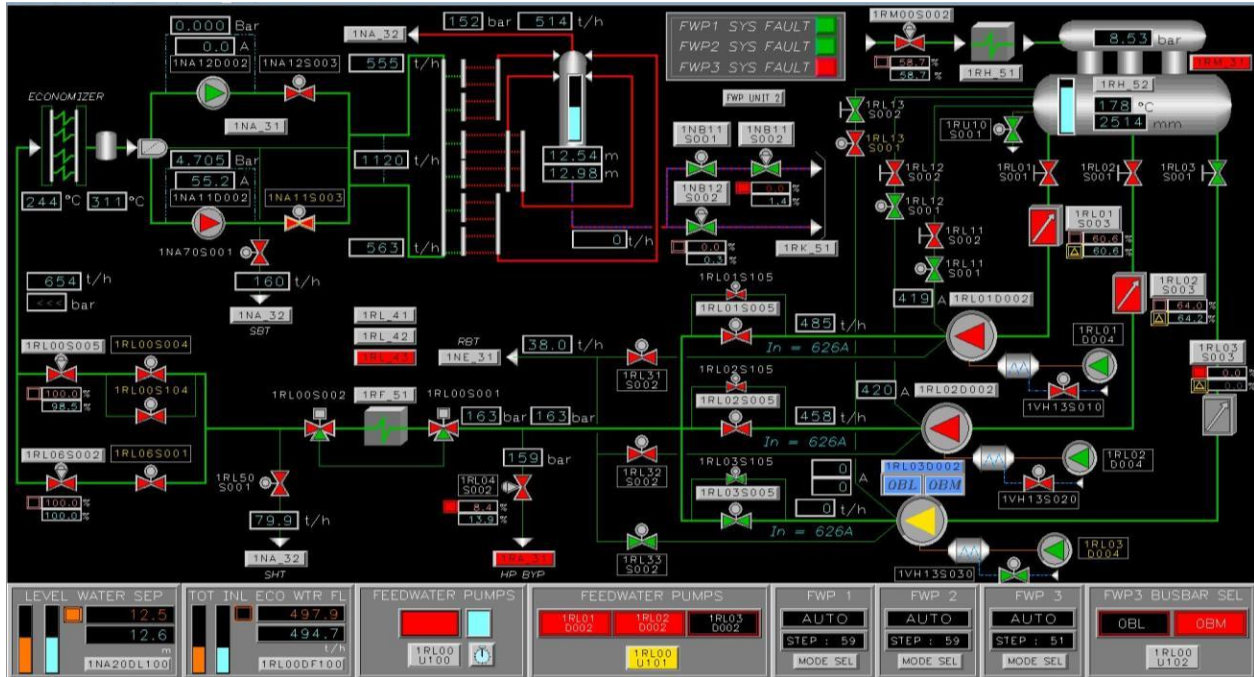 0.000 Bar
0.0 A
1NA12D002
1NA12S003
1NA_32
152 bar
514 t/h
555 t/h
FWP1 SYS FAULT
FWP2 SYS FAULT
FWP3 SYS FAULT
1RM00S002
58.7 %
58.7 %
1RH_51
8.53 bar
1RM_31
1RH_52
178 °C
2514 mm
ECONOMIZER
1NA_31
FWP UNIT 2
1RL13
S002
1RL13
S001
1RU10
S001
4.705 Bar
55.2 A
1NA11D002
1NA11S003
1120 t/h
12.54 m
12.98 m
1NB11
S001
1NB11
S002
0.0 %
1.4 %
1NB12
S002
0.0 %
0.3 %
1RK_51
1RL12
S002
1RL12
S001
1RL01
S001
1RL02
S001
1RL03
S001
244 °C
311 °C
1NA70S001
563 t/h
0 t/h
1RL11
S002
1RL11
S001
1RL01
S003
60.6 %
60.6 %
654 t/h
<<< bar
160 t/h
1NA_32
SBT
1RL_41
1RL_42
1RL_43
1RL01S105
1RL01S005
419 A
1RL01D002
1RL02
S003
64.0 %
64.2 %
1RL00S005
1RL00S004
100.0 %
98.5 %
1RL00S104
RBT
1NE_31
38.0 t/h
485 t/h
In = 626A
1RL31
S002
1RL01
D004
1VH13S010
1RL03
S003
0.0 %
0.0 %
1RL00S002
1RF_51
1RL00S001
163 bar
163 bar
1RL02S105
1RL02S005
420 A
1RL02D002
458 t/h
In = 626A
1RL06S002
1RL06S001
100.0 %
100.0 %
1RL50
S001
159 bar
1RL04
S002
8.4 %
13.9 %
1RL32
S002
1RL03S105
1RL03S005
0 A
0
1RL03D002
0BL
0BM
1RL02
D004
1VH13S020
0 t/h
In = 626A
79.9 t/h
1NA_32
SHT
1RA_31
HP BYP
1RL33
S002
1RL03
D004
1VH13S030
LEVEL WATER SEP
12.5
12.6
m
1NA20DL100
TOT INL ECO WTR FL
497.9
494.7
t/h
1RL00DF100
FEEDWATER PUMPS
1RL00
U100
FEEDWATER PUMPS
1RL01
D002
1RL02
D002
1RL03
D002
1RL00
U101
FWP 1
AUTO
STEP : 59
MODE SEL
FWP 2
AUTO
STEP : 59
MODE SEL
FWP 3
AUTO
STEP : 51
MODE SEL
FWP3 BUSBAR SEL
0BL
0BM
1RL00
U102